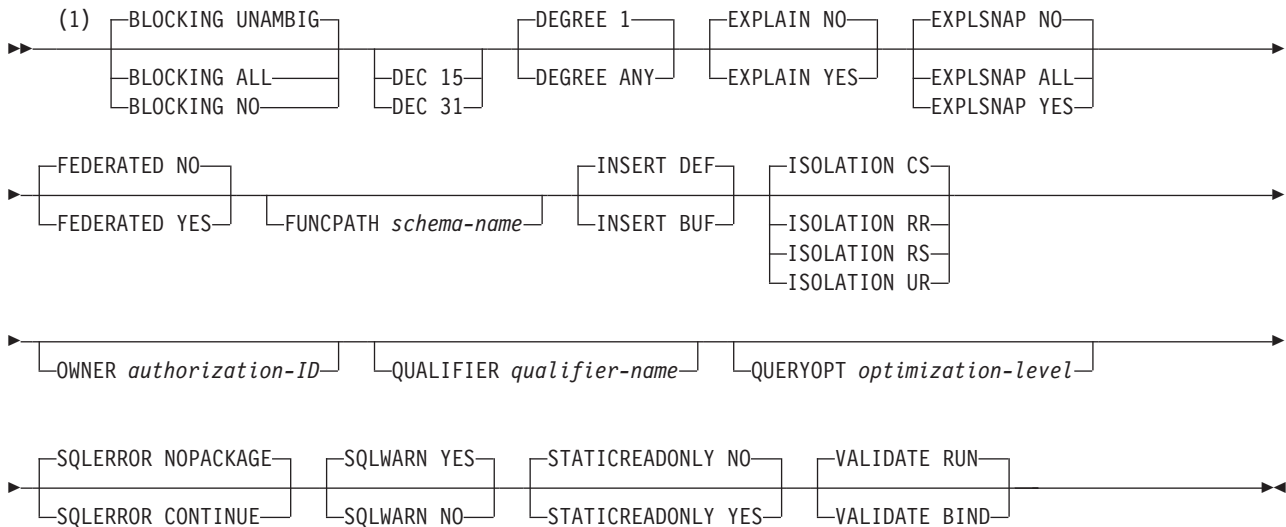 (1) BLOCKING UNAMBIG DEGREE 1 EXPLAIN NO EXPLSNAP NO
BLOCKING ALL DEC 15 DEGREE ANY EXPLAIN YES EXPLSNAP ALL
BLOCKING NO DEC 31 EXPLSNAP YES
FEDERATED NO INSERT DEF ISOLATION CS
FEDERATED YES FUNCPATH schema-name INSERT BUF ISOLATION RR
ISOLATION RS
ISOLATION UR
OWNER authorization-ID QUALIFIER qualifier-name QUERYOPT optimization-level
SQLERROR NOPACKAGE SQLWARN YES STATICREADONLY NO VALIDATE RUN
SQLERROR CONTINUE SQLWARN NO STATICREADONLY YES VALIDATE BIND